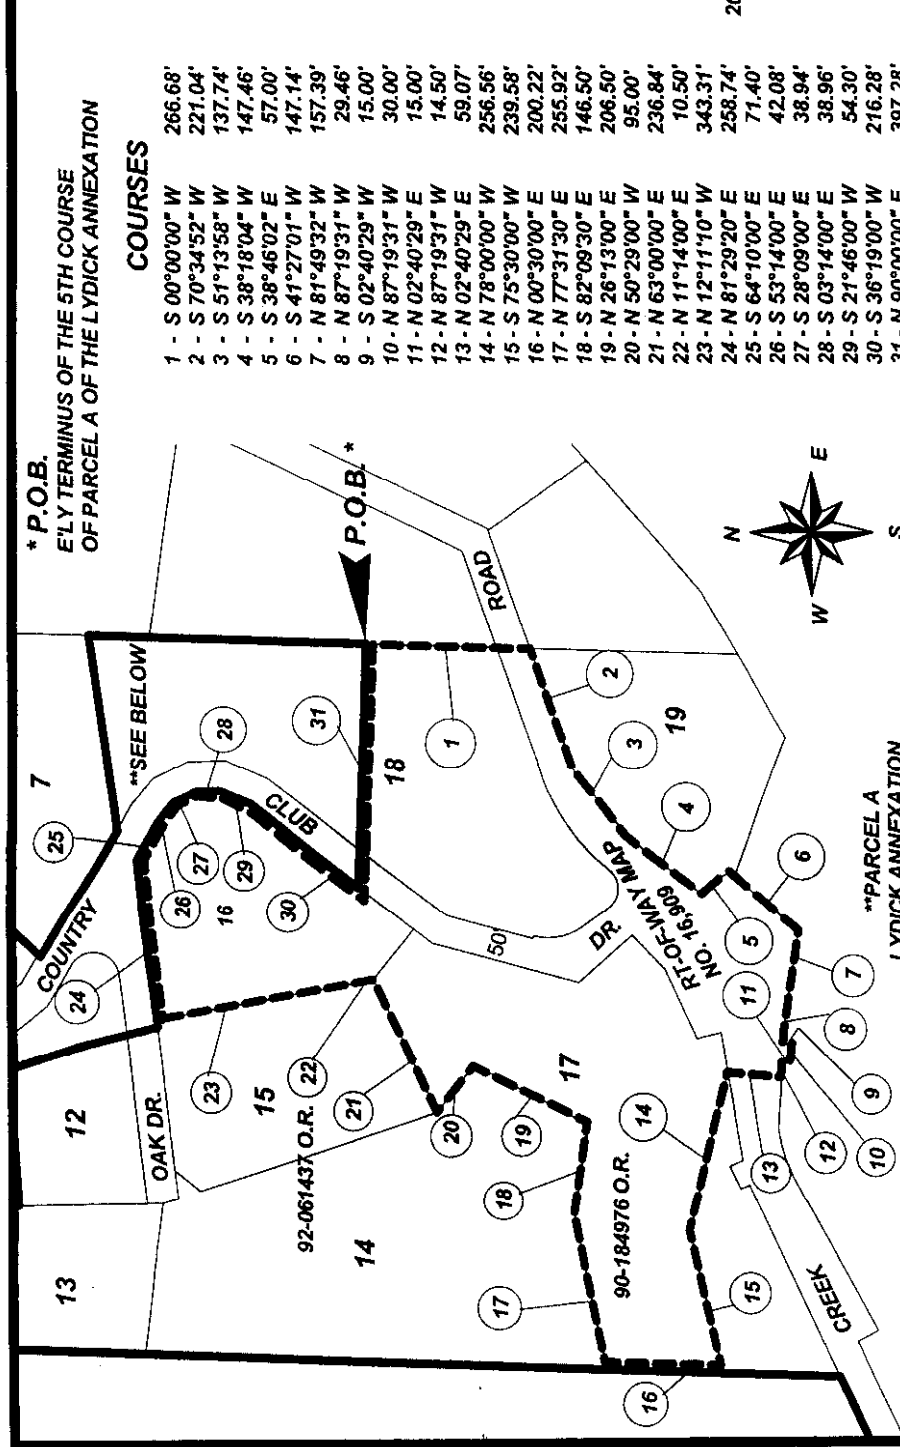 * P.O.B.
E'LY TERMINUS OF THE 5TH COURSE
OF PARCEL A OF THE LYDICK ANNEXATION
COURSES
1 - S 00°00'00" W 266.68'
2 - S 70°34'52" W 221.04'
3 - S 51°13'58" W 137.74'
4 - S 38°18'04" W 147.46'
5 - S 38°46'02" E 57.00'
6 - S 41°27'01" W 147.14'
7 - N 81°49'32" W 157.39'
8 - N 87°19'31" W 29.46'
9 - S 02°40'29" W 15.00'
10 - N 87°19'31" W 30.00'
11 - N 02°40'29" E 15.00'
12 - N 87°19'31" W 14.50'
13 - N 02°40'29" E 59.07'
14 - N 78°00'00" W 256.56'
15 - S 75°30'00" W 239.58'
16 - N 00°30'00" E 200.22'
17 - N 77°31'30" E 255.92'
18 - S 82°09'30" E 146.50'
19 - N 26°13'00" E 206.50'
20 - N 50°29'00" W 95.00'
21 - N 63°00'00" E 236.84'
22 - N 11°14'00" E 10.50'
23 - N 12°11'10" W 343.31'
24 - N 81°29'20" E 258.74'
25 - S 64°10'00" E 71.40'
26 - S 53°14'00" E 42.08'
27 - S 28°09'00" E 38.94'
28 - S 03°14'00" E 38.96'
29 - S 21°46'00" W 54.30'
30 - S 36°19'00" W 216.28'
31 - N 90°00'00" E 397.28'
20
7
**SEE BELOW
P.O.B. *
COUNTRY
CLUB
25
28
26
27
29
16
30
31
18
24
12
OAK DR.
13
23
15
22
92-061437 O.R.
14
21
20
19
17
18
17
90-184976 O.R.
14
15
16
50'
DR.
ROAD
RT-OF-WAY MAP
NO. 16,909
1
2
3
19
4
5
6
11
7
8
9
10
12
13
CREEK
N
W
E
S
**PARCEL A
LYDICK ANNEXATION